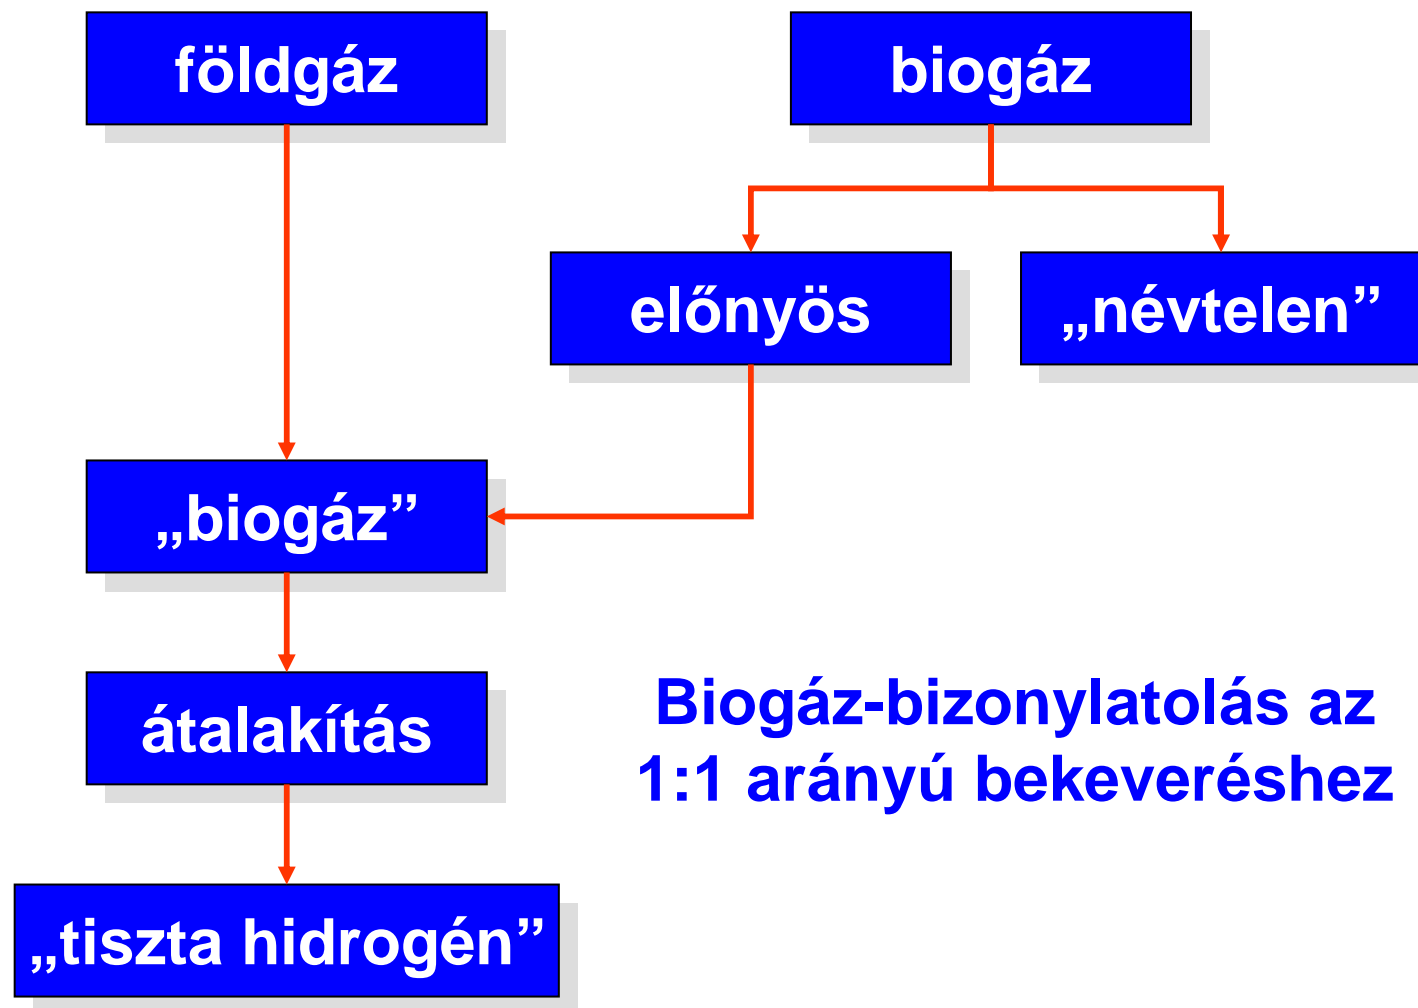 földgáz
biogáz
előnyös
„névtelen”
„biogáz”
átalakítás
Biogáz-bizonylatolás az
1:1 arányú bekeveréshez
„tiszta hidrogén”